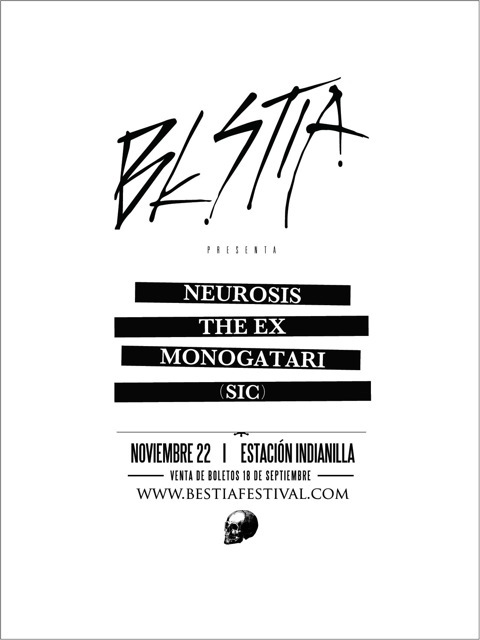 BESTIA
PRESENTA
NEUROSIS
THE EX
MONOGATARI
(SIC)
NOVIEMBRE 22 | ESTACIÓN INDIANILLA
VENTA DE BOLETOS 18 DE SEPTIEMBRE
WWW.BESTIAFESTIVAL.COM